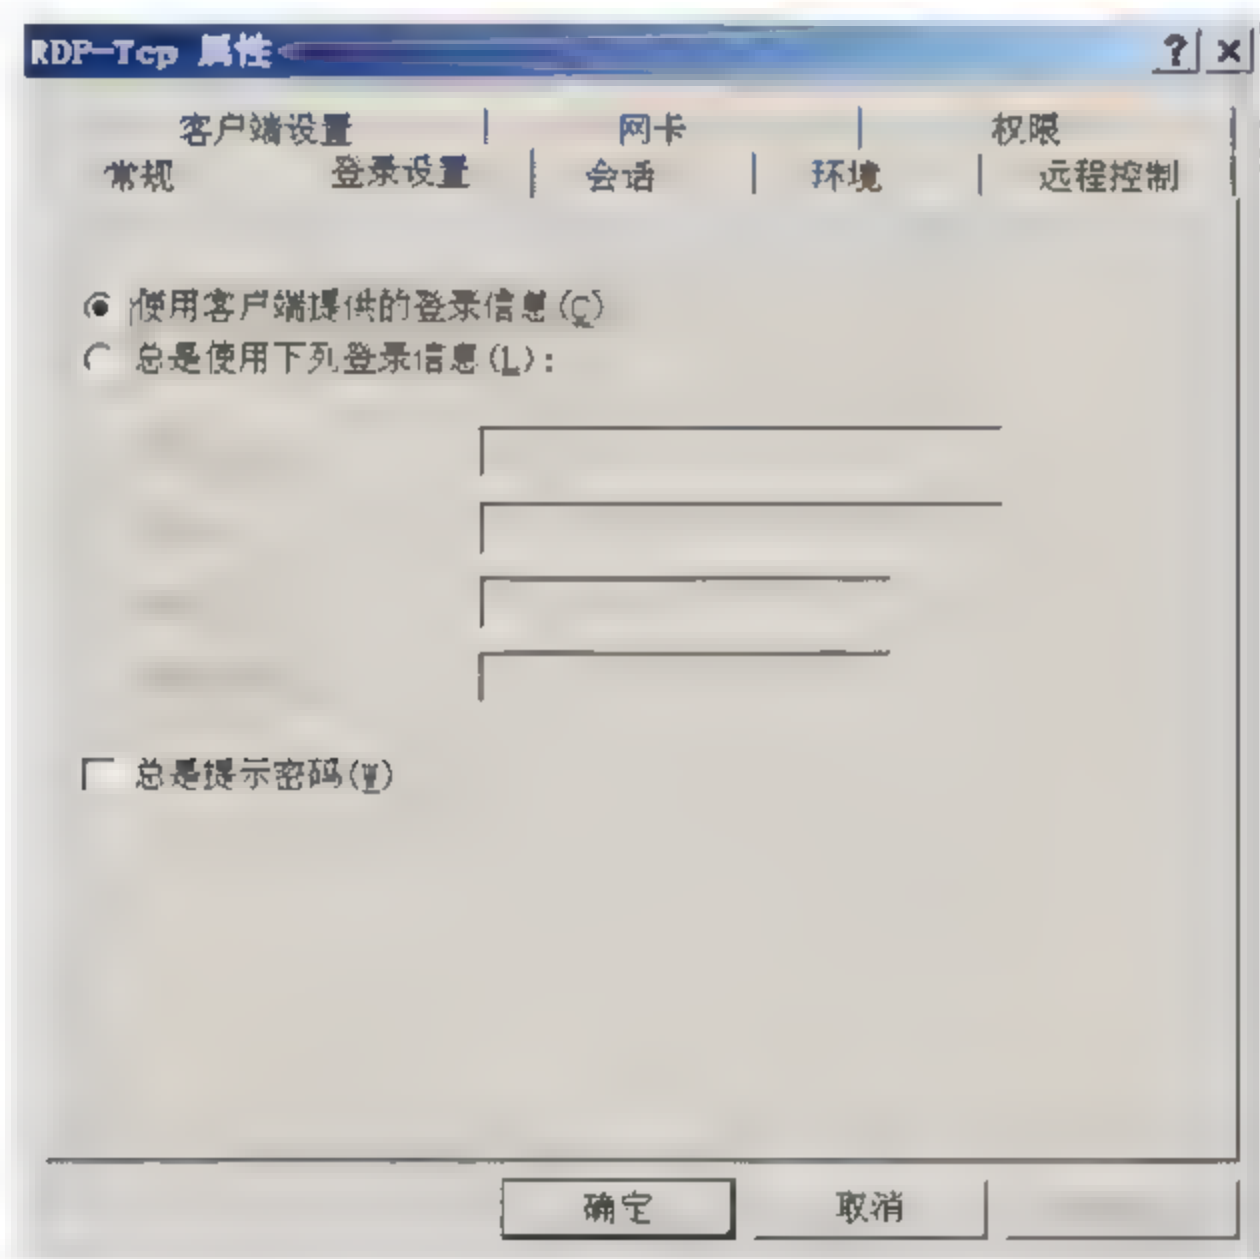 RDP-Tcp 属性
客户端设置 网卡 权限
常规 登录设置 会话 环境 远程控制
使用客户端提供的登录信息(C)
总是使用下列登录信息(L):
总是提示密码(W)
确定 取消